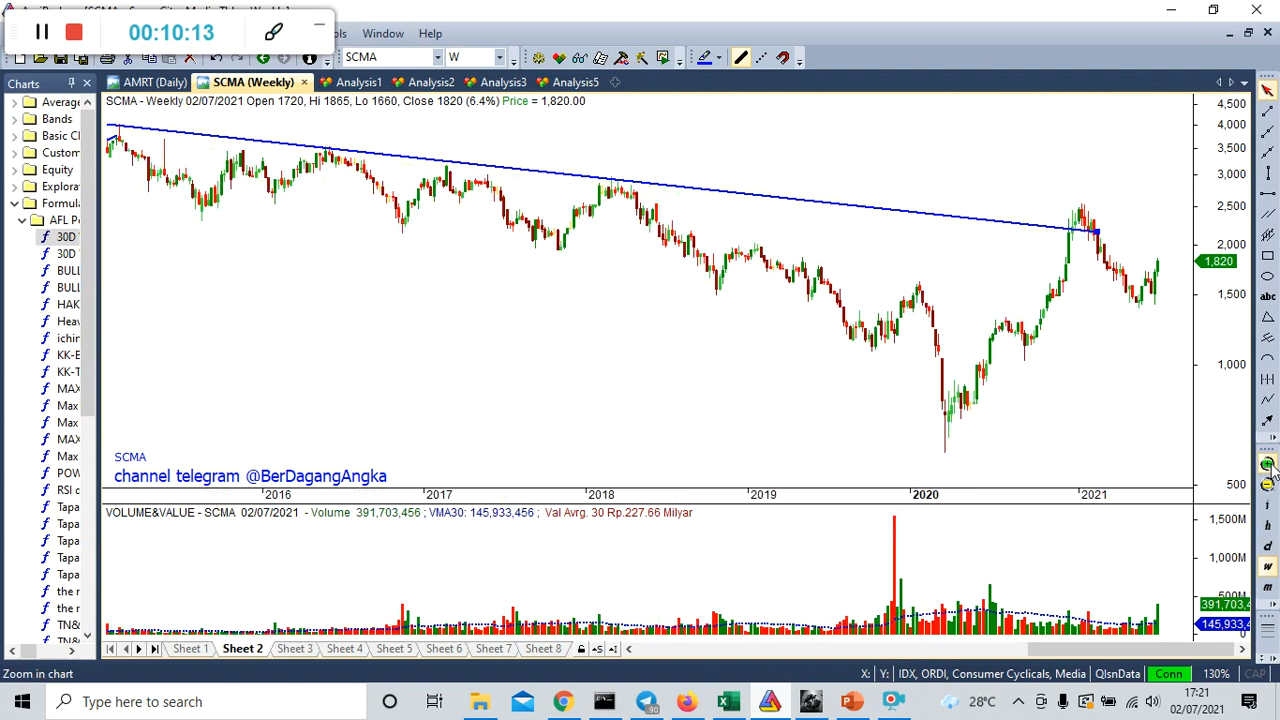 00:10:13
Window Help
SCMA W
Charts
AMRT (Daily) SCMA (Weekly) Analysis1 Analysis2 Analysis3 Analysis5
SCMA - Weekly 02/07/2021 Open 1720, Hi 1865, Lo 1660, Close 1820 (6.4%) Price = 1,820.00
Average
Bands
Basic C
Custom
Equity
Explora
Formula
AFL P
30D
30D
BULL
BULL
HAK
Heav
ichin
KK-E
KK-T
MAX
Max
Max
MAX
POW
RSI c
Tapa
Tapa
Tapa
Tapa
Tapa
the r
the r
TN&
4,500
4,000
3,500
3,000
2,500
2,000
1,820
1,500
1,000
500
abc
SCMA
channel telegram @BerDagangAngka
2016 2017 2018 2019 2020 2021
VOLUME&VALUE - SCMA 02/07/2021 - Volume 391,703,456; VMA30: 145,933,456; Val Avrg. 30 Rp.227.66 Milyar
1,500M
1,000M
500M
391,703,4
145,933,4
0
i
h
d
w
m
Sheet 1 Sheet 2 Sheet 3 Sheet 4 Sheet 5 Sheet 6 Sheet 7 Sheet 8
Zoom in chart X: Y: IDX, ORDI, Consumer Cyclicals, Media QlsnData Conn 130% CAP
Type here to search 90 28°C 17:21
02/07/2021